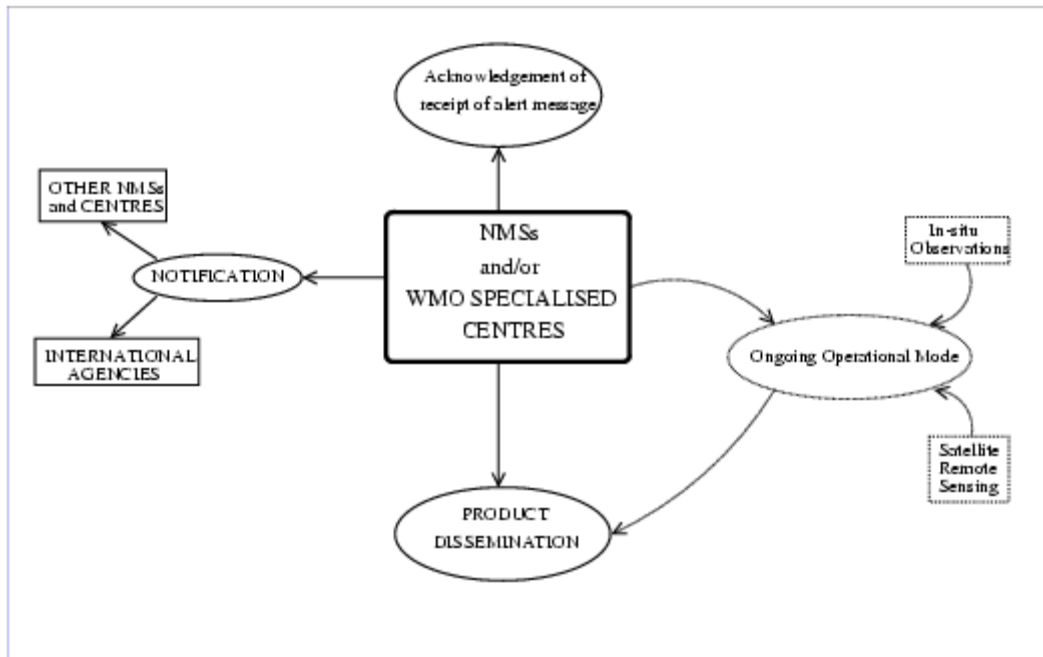 Acknowledgement of
receipt of alert message
OTHER NMSs
and CENTRES
NMSs
and/or
WMO SPECIALISED
CENTRES
In-situ
Observations
NOTIFICATION
INTERNATIONAL
AGENCIES
Ongoing Operational Mode
Satellite
Remote
Sensing
PRODUCT
DISSEMINATION